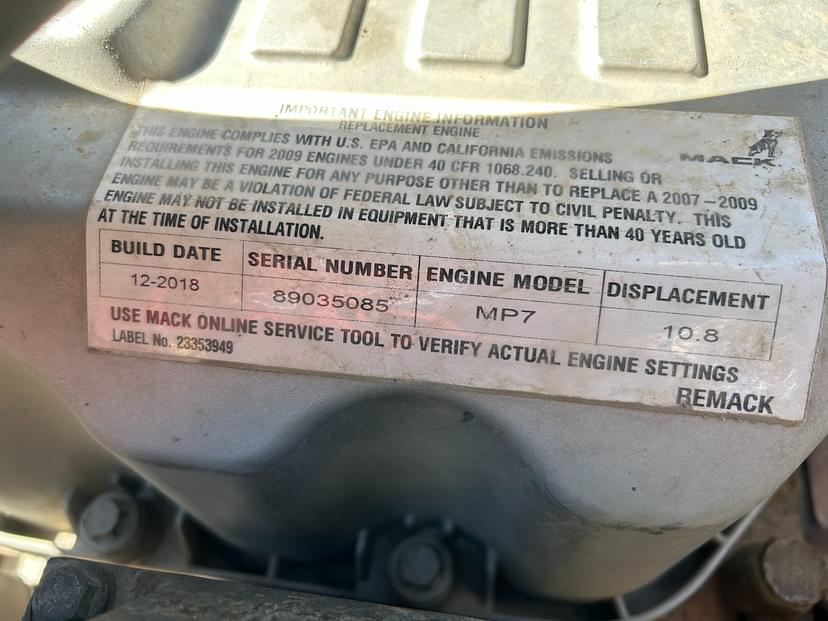 IMPORTANT ENGINE INFORMATION
REPLACEMENT ENGINE
THIS ENGINE COMPLIES WITH U.S. EPA AND CALIFORNIA EMISSIONS
REQUIREMENTS FOR 2009 ENGINES UNDER 40 CFR 1068.240. SELLING OR
INSTALLING THIS ENGINE FOR ANY PURPOSE OTHER THAN TO REPLACE A 2007-2009
ENGINE MAY BE A VIOLATION OF FEDERAL LAW SUBJECT TO CIVIL PENALTY. THIS
ENGINE MAY NOT BE INSTALLED IN EQUIPMENT THAT IS MORE THAN 40 YEARS OLD
AT THE TIME OF INSTALLATION.
MACK
BUILD DATE SERIAL NUMBER ENGINE MODEL DISPLACEMENT
12-2018 89035085 MP7 10.8
USE MACK ONLINE SERVICE TOOL TO VERIFY ACTUAL ENGINE SETTINGS
LABEL No. 23353949
REMACK